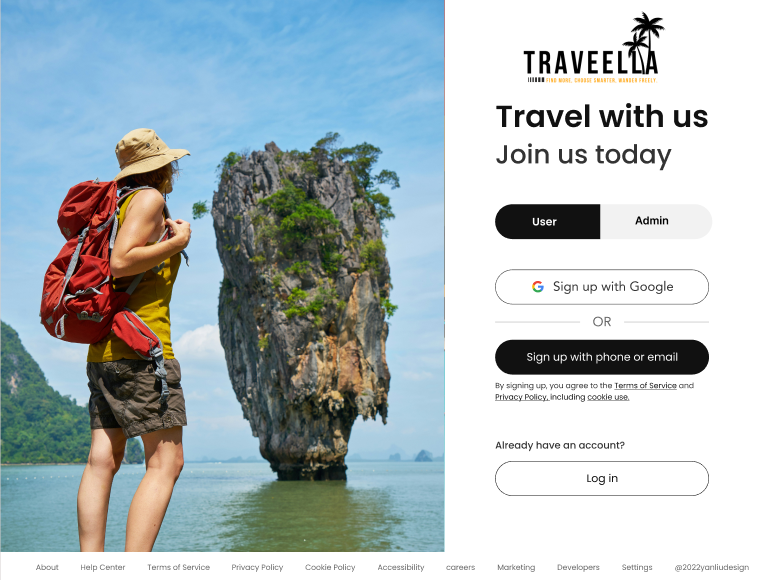 TRAVEELLA
FIND MORE. CHOOSE SMARTER. WANDER FREELY.
Travel with us
Join us today
User
Admin
Sign up with Google
OR
Sign up with phone or email
By signing up, you agree to the Terms of Service and
Privacy Policy, including cookie use.
Already have an account?
Log in
About Help Center Terms of Service Privacy Policy Cookie Policy Accessibility careers Marketing Developers Settings @2022yanliudesign